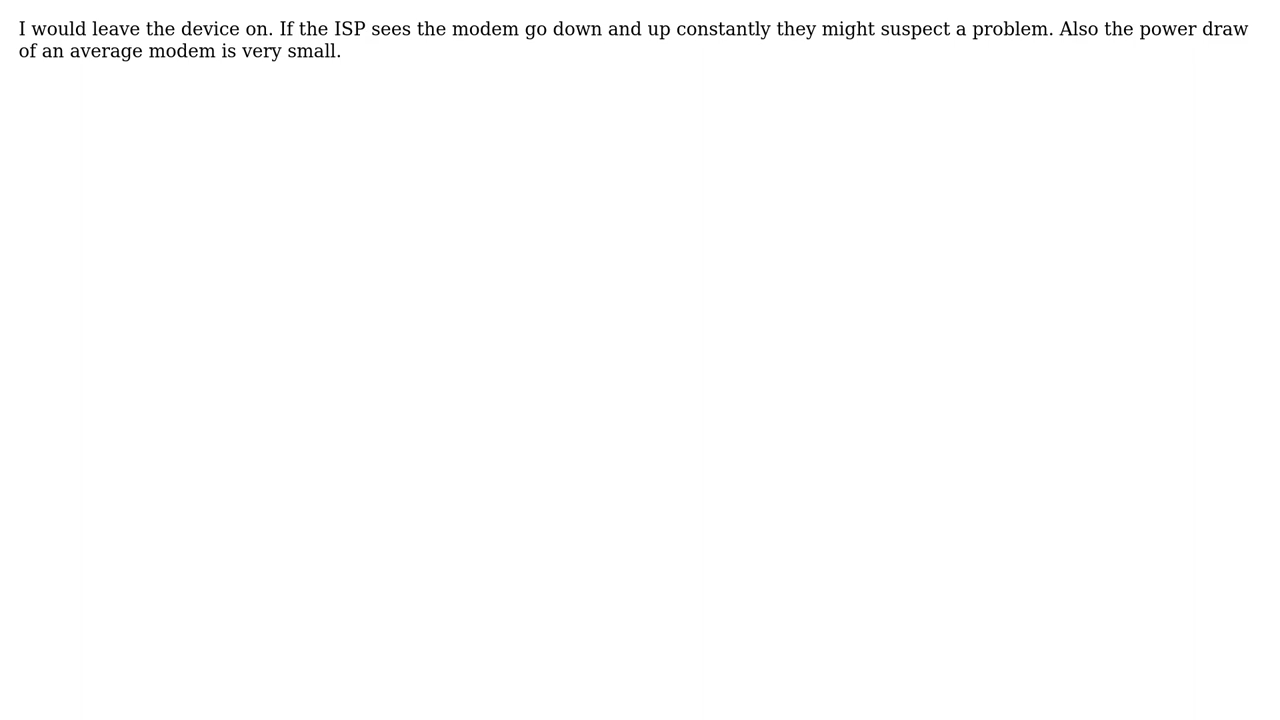 I would leave the device on. If the ISP sees the modem go down and up constantly they might suspect a problem. Also the power draw
of an average modem is very small.